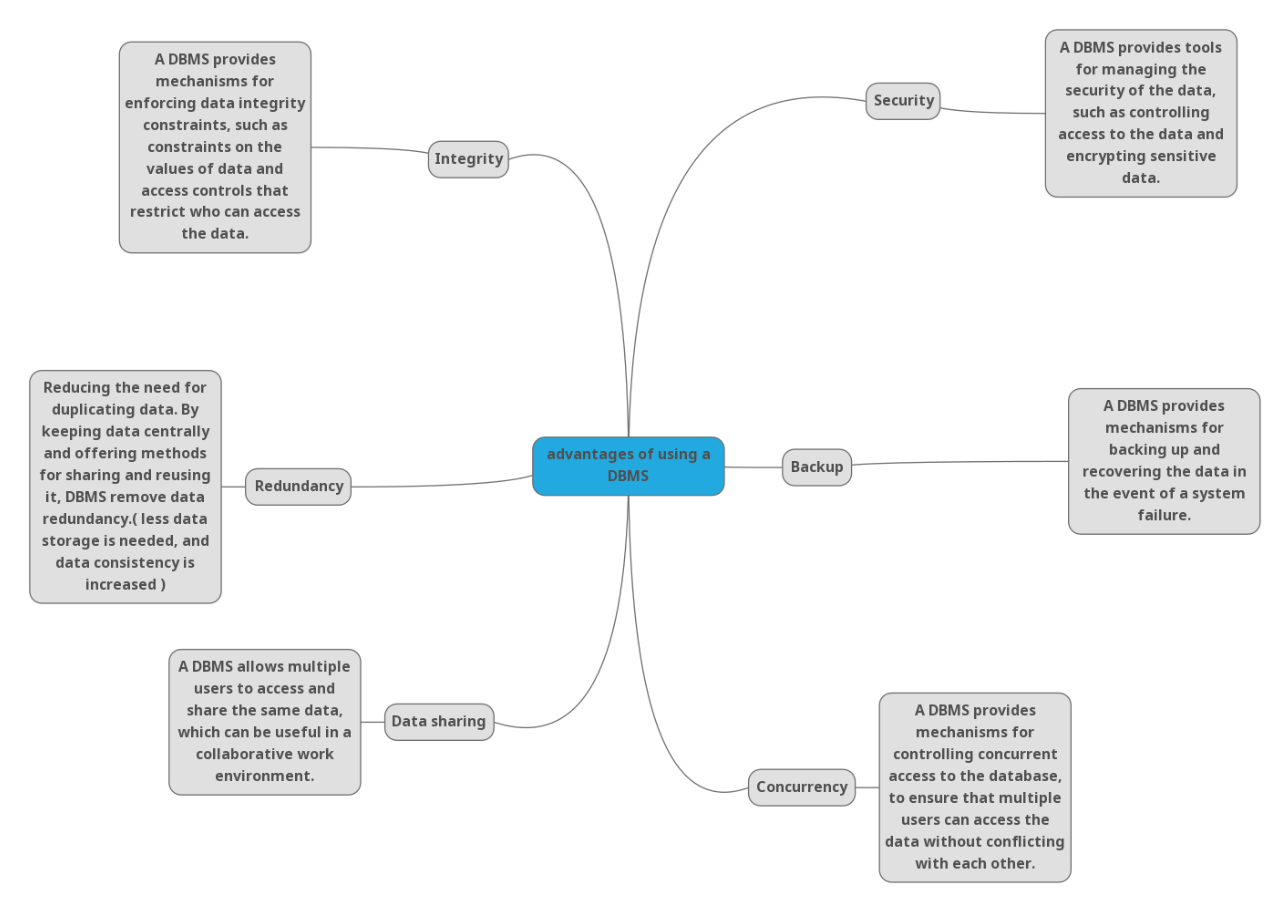 advantages of using a
DBMS
Security
A DBMS provides tools
for managing the
security of the data,
such as controlling
access to the data and
encrypting sensitive
data.
Backup
A DBMS provides
mechanisms for
backing up and
recovering the data in
the event of a system
failure.
Concurrency
A DBMS provides
mechanisms for
controlling concurrent
access to the database,
to ensure that multiple
users can access the
data without conflicting
with each other.
Integrity
A DBMS provides
mechanisms for
enforcing data integrity
constraints, such as
constraints on the
values of data and
access controls that
restrict who can access
the data.
Redundancy
Reducing the need for
duplicating data. By
keeping data centrally
and offering methods
for sharing and reusing
it, DBMS remove data
redundancy.( less data
storage is needed, and
data consistency is
increased )
Data sharing
A DBMS allows multiple
users to access and
share the same data,
which can be useful in a
collaborative work
environment.